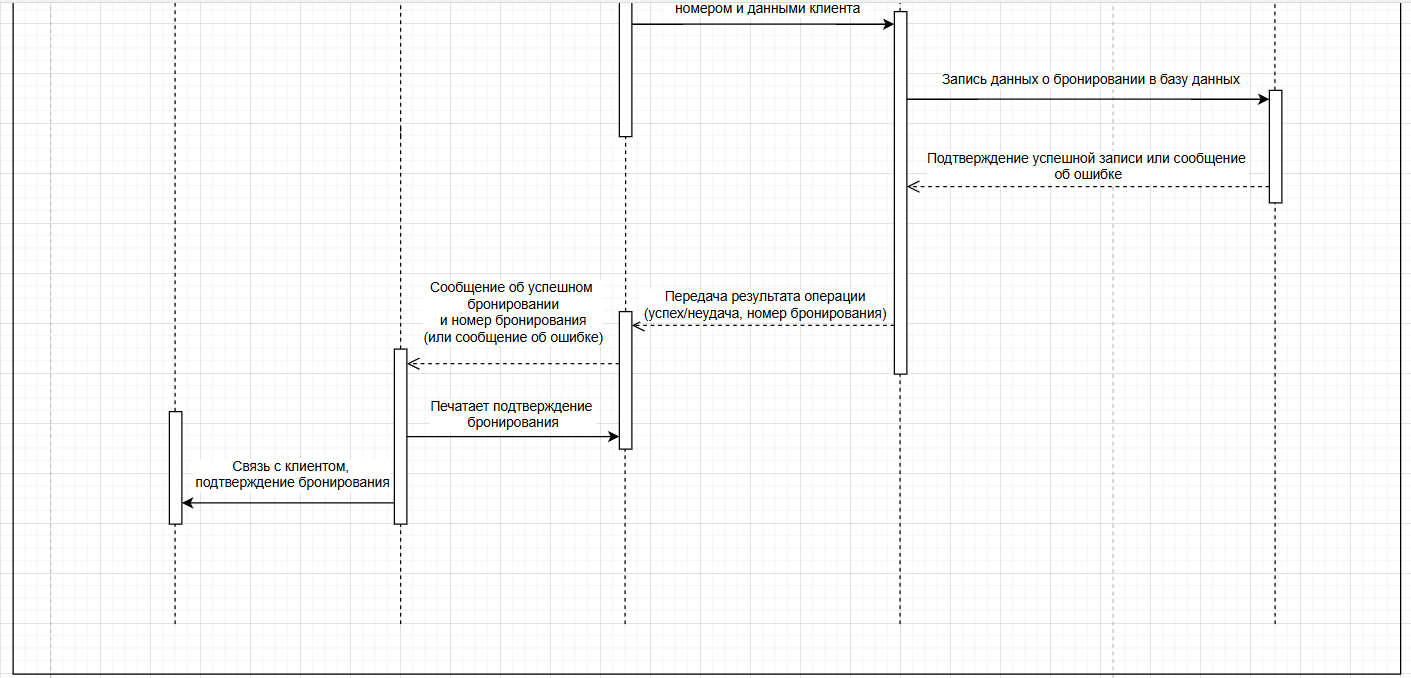 номером и данными клиента
Запись данных о бронировании в базу данных
Подтверждение успешной записи или сообщение
об ошибке
Сообщение об успешном
бронировании
и номер бронирования
(или сообщение об ошибке)
Передача результата операции
(успех/неудача, номер бронирования)
Печатает подтверждение
бронирования
Связь с клиентом,
подтверждение бронирования